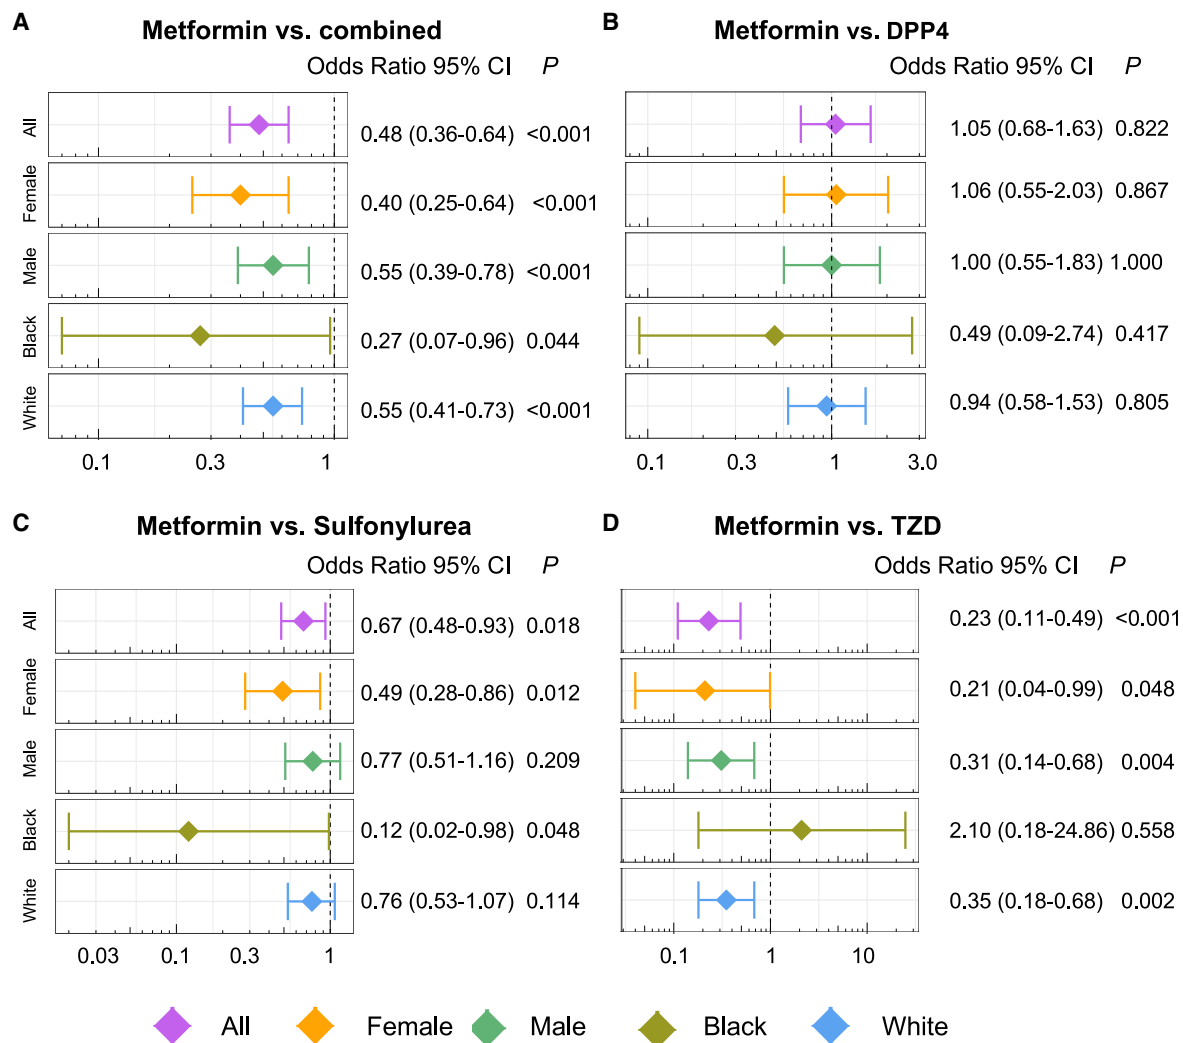 A
Metformin vs. combined
Odds Ratio 95% CI P
All
0.48 (0.36-0.64) <0.001
Female
0.40 (0.25-0.64) <0.001
Male
0.55 (0.39-0.78) <0.001
Black
0.27 (0.07-0.96) 0.044
White
0.55 (0.41-0.73) <0.001
0.1 0.3 1
B
Metformin vs. DPP4
Odds Ratio 95% CI P
1.05 (0.68-1.63) 0.822
1.06 (0.55-2.03) 0.867
1.00 (0.55-1.83) 1.000
0.49 (0.09-2.74) 0.417
0.94 (0.58-1.53) 0.805
0.1 0.3 1 3.0
C
Metformin vs. Sulfonylurea
Odds Ratio 95% CI P
All
0.67 (0.48-0.93) 0.018
Female
0.49 (0.28-0.86) 0.012
Male
0.77 (0.51-1.16) 0.209
Black
0.12 (0.02-0.98) 0.048
White
0.76 (0.53-1.07) 0.114
0.03 0.1 0.3 1
D
Metformin vs. TZD
Odds Ratio 95% CI P
0.23 (0.11-0.49) <0.001
0.21 (0.04-0.99) 0.048
0.31 (0.14-0.68) 0.004
2.10 (0.18-24.86) 0.558
0.35 (0.18-0.68) 0.002
0.1 1 10
All Female Male Black White